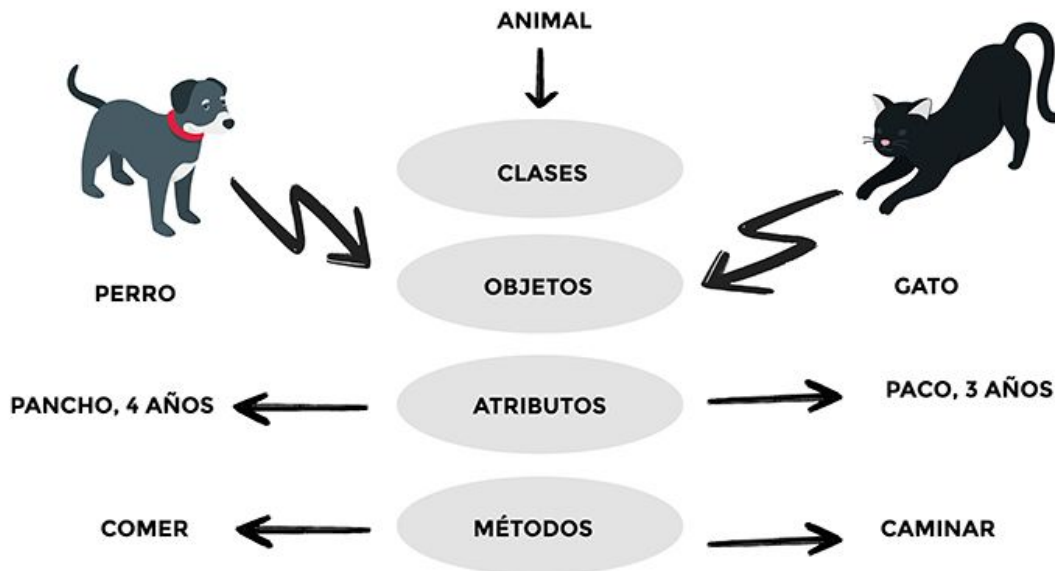 ANIMAL
CLASES
OBJETOS
PERRO
GATO
PANCHO, 4 AÑOS
ATRIBUTOS
PACO, 3 AÑOS
COMER
MÉTODOS
CAMINAR